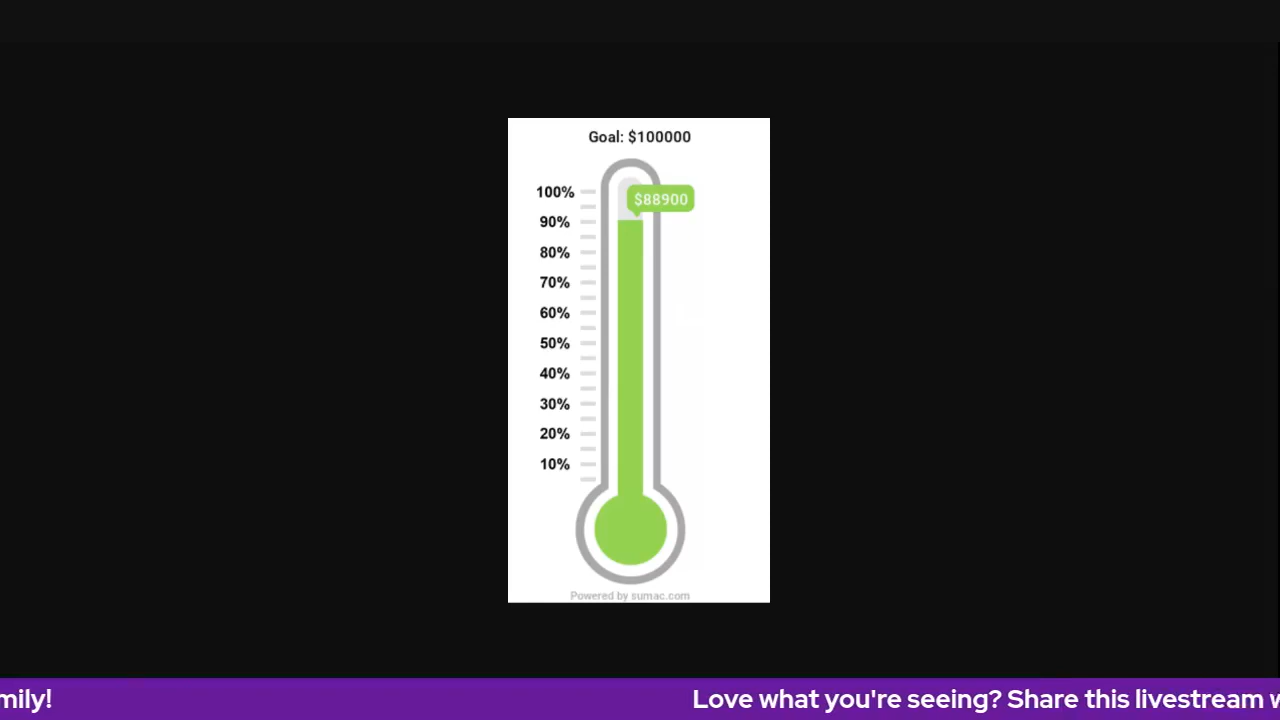 Goal: $100000
100%
$88900
90%
80%
70%
60%
50%
40%
30%
20%
10%
Powered by sumac.com
mily!
Love what you're seeing? Share this livestream w